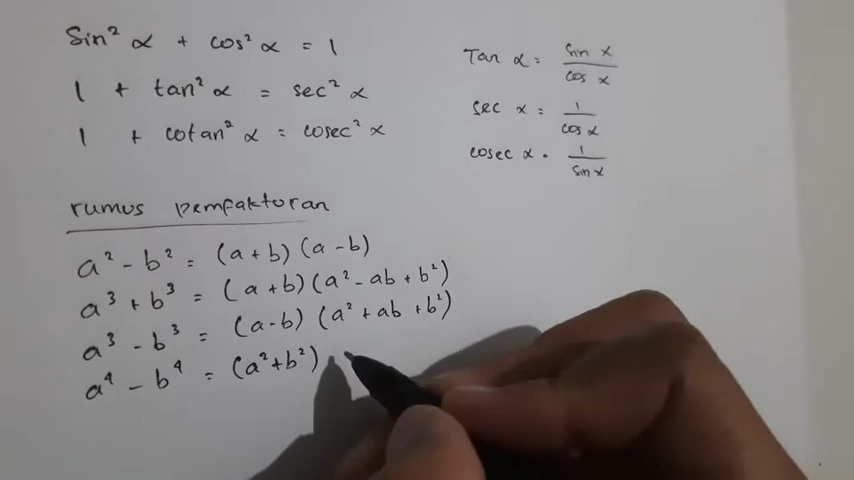 Sin² α + cos² α = 1
1 + tan² α = sec² α
1 + cotan² α = cosec² α
Tan α = sin x / cos x
sec x = 1 / cos α
cosec α = 1 / sin x
rumus pemfaktoran
a² - b² = (a + b) (a - b)
a³ + b³ = (a + b) (a² - ab + b²)
a³ - b³ = (a - b) (a² + ab + b²)
a⁴ - b⁴ = (a² + b²)